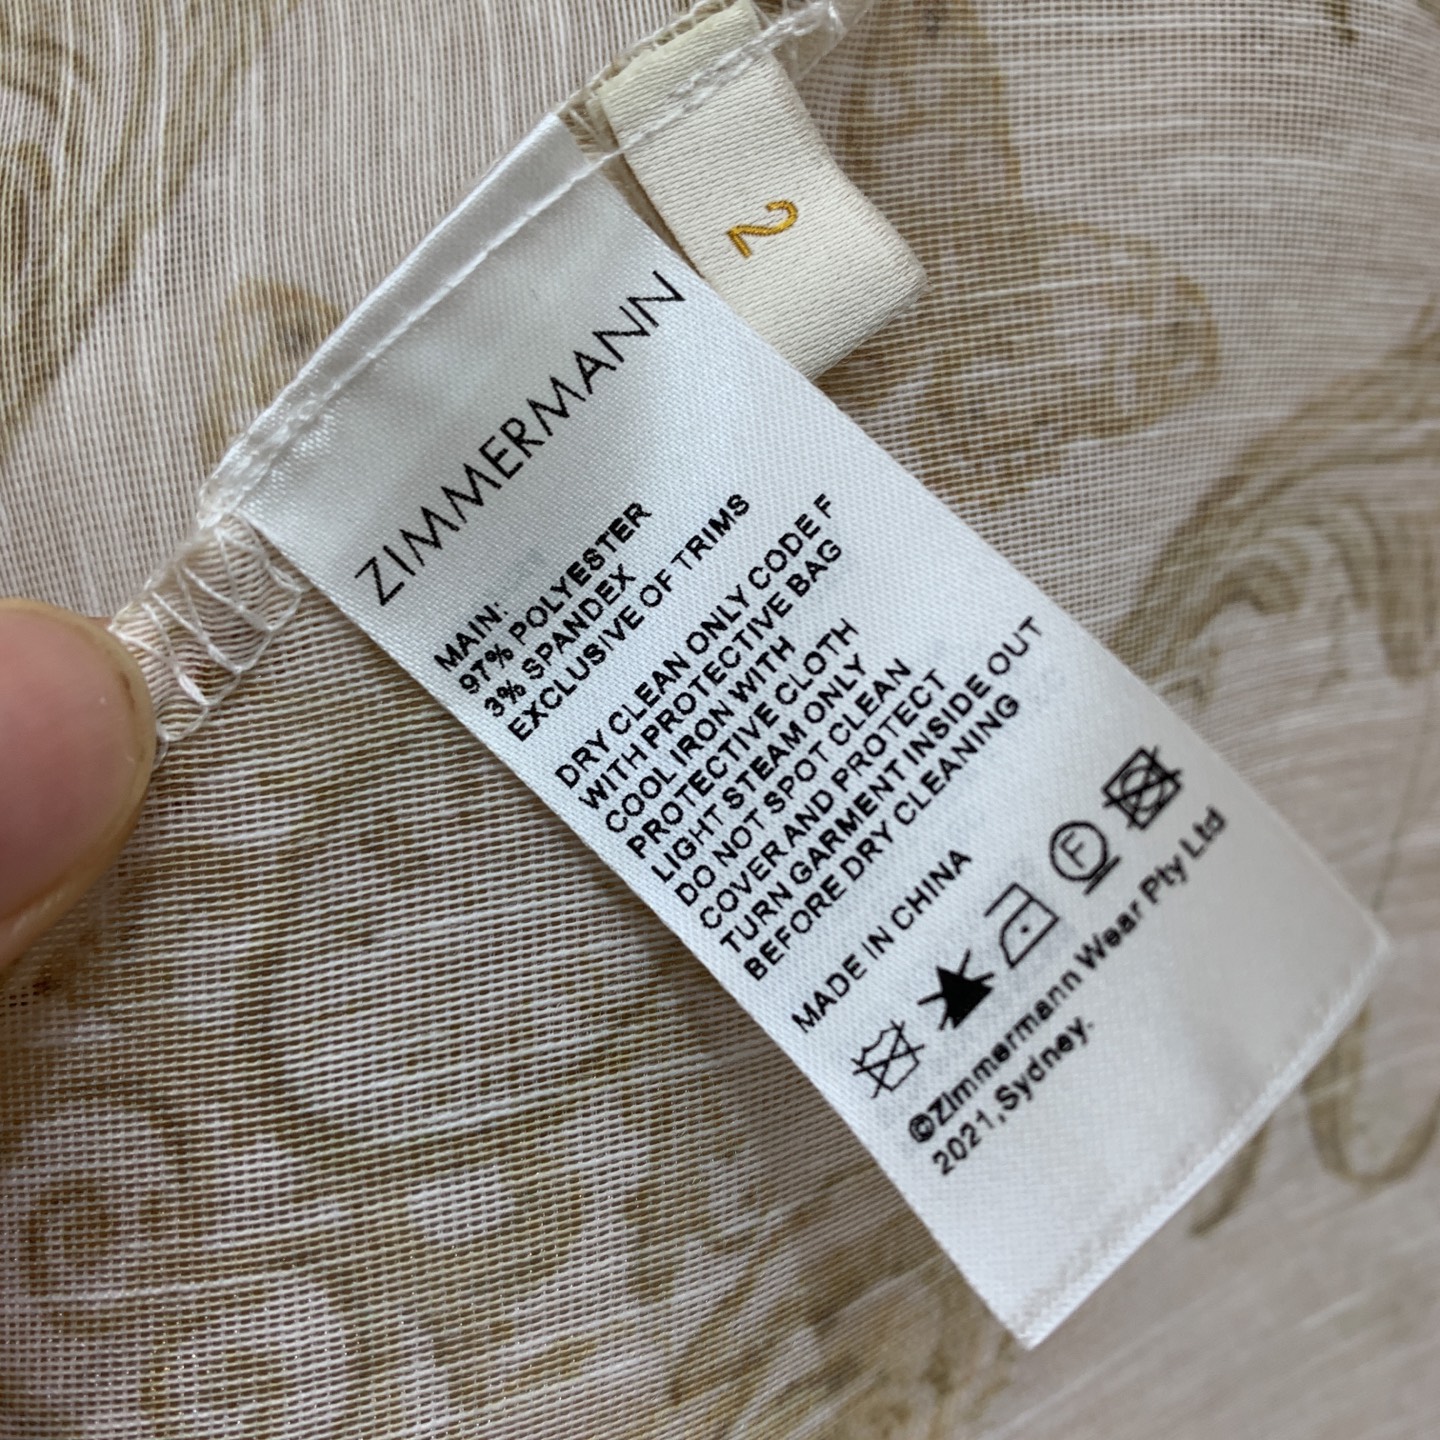 2
ZIMMERMANN
MAIN:
97% POLYESTER
3% SPANDEX
EXCLUSIVE OF TRIMS
DRY CLEAN ONLY CODE F
WITH PROTECTIVE BAG
COOL IRON WITH
PROTECTIVE CLOTH
LIGHT STEAM ONLY
DO NOT SPOT CLEAN
COVER AND PROTECT
TURN GARMENT INSIDE OUT
BEFORE DRY CLEANING
MADE IN CHINA
F
©Zimmermann Wear Pty Ltd
2021,Sydney.